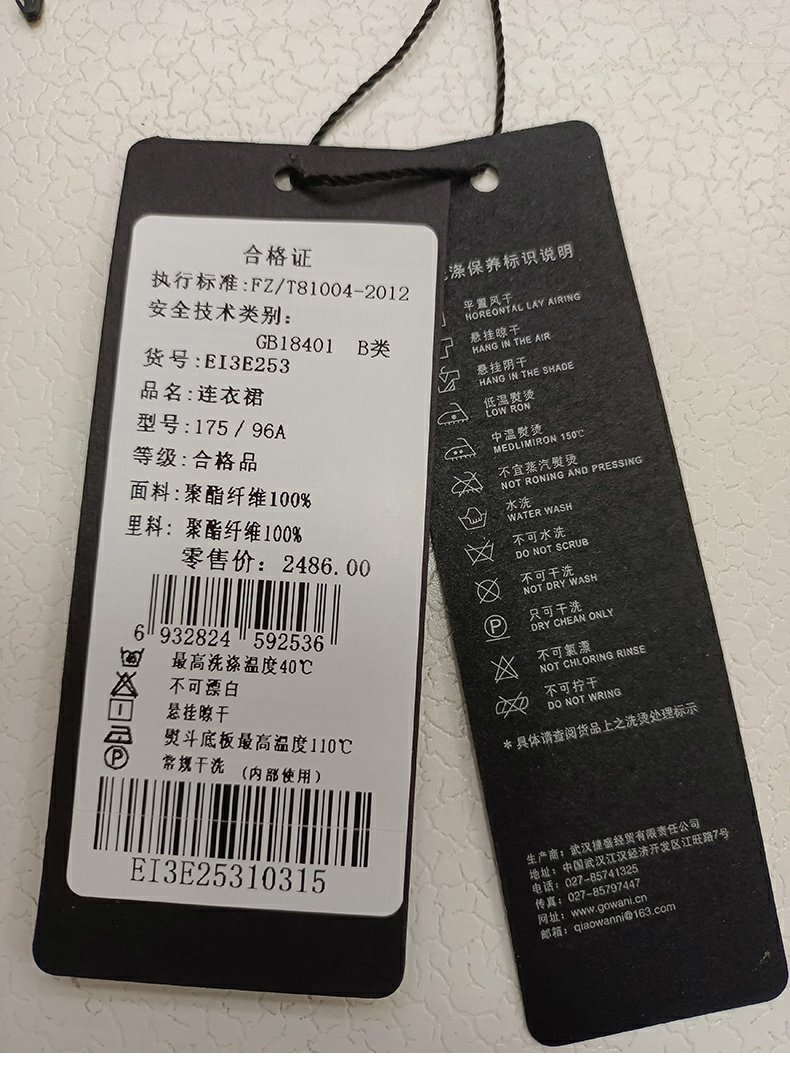 合格证
执行标准:FZ/T81004-2012
安全技术类别:
GB18401 B类
货号:EI3E253
品名:连衣裙
型号:175/96A
等级:合格品
面料:聚酯纤维100%
里料: 聚酯纤维100%
零售价: 2486.00
6 932824 592536
最高洗涤温度40℃
不可漂白
悬挂晾干
熨斗底板最高温度110℃
常规干洗 (内部使用)
EI3E25310315
涤保养标识说明
平置风干
HOREONTAL LAY AIRING
悬挂晾干
HANG IN THE AIR
悬挂阴干
HANG IN THE SHADE
低温熨烫
LOW RON
中温熨烫
MEDLIMIRON 150℃
不宜蒸汽熨烫
NOT RONING AND PRESSING
水洗
WATER WASH
不可水洗
DO NOT SCRUB
不可干洗
NOT DRY WASH
只可干洗
DRY CHEAN ONLY
不可氯漂
NOT CHLORING RINSE
不可拧干
DO NOT WRING
*具体请查阅货品上之洗烫处理标示
生产商: 武汉捷盛经贸有限责任公司
地址: 中国武汉江汉经济开发区江旺路7号
电话: 027-85741325
传真: 027-85797447
网址: www.gowani.cn
邮箱: qiaowanni@163.com